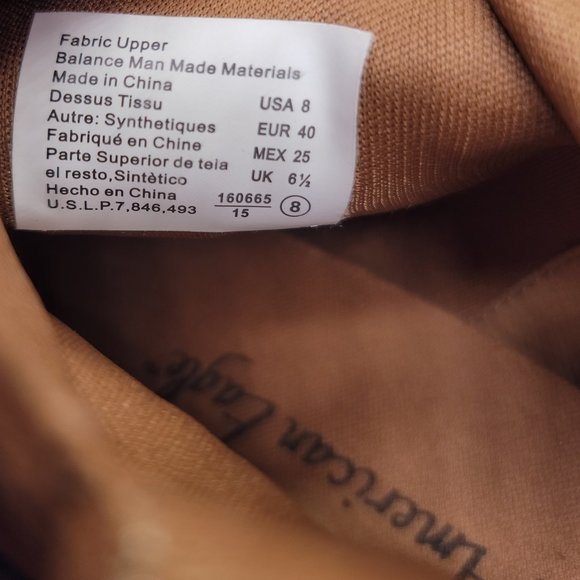 Fabric Upper
Balance Man Made Materials
Made in China
Dessus Tissu
Autre: Synthetiques
Fabriqué en Chine
Parte Superior de teia
el resto,Sintètico
Hecho en China
U.S.L.P.7,846,493
USA 8
EUR 40
MEX 25
UK 6½
160665
15
8
American Eagle